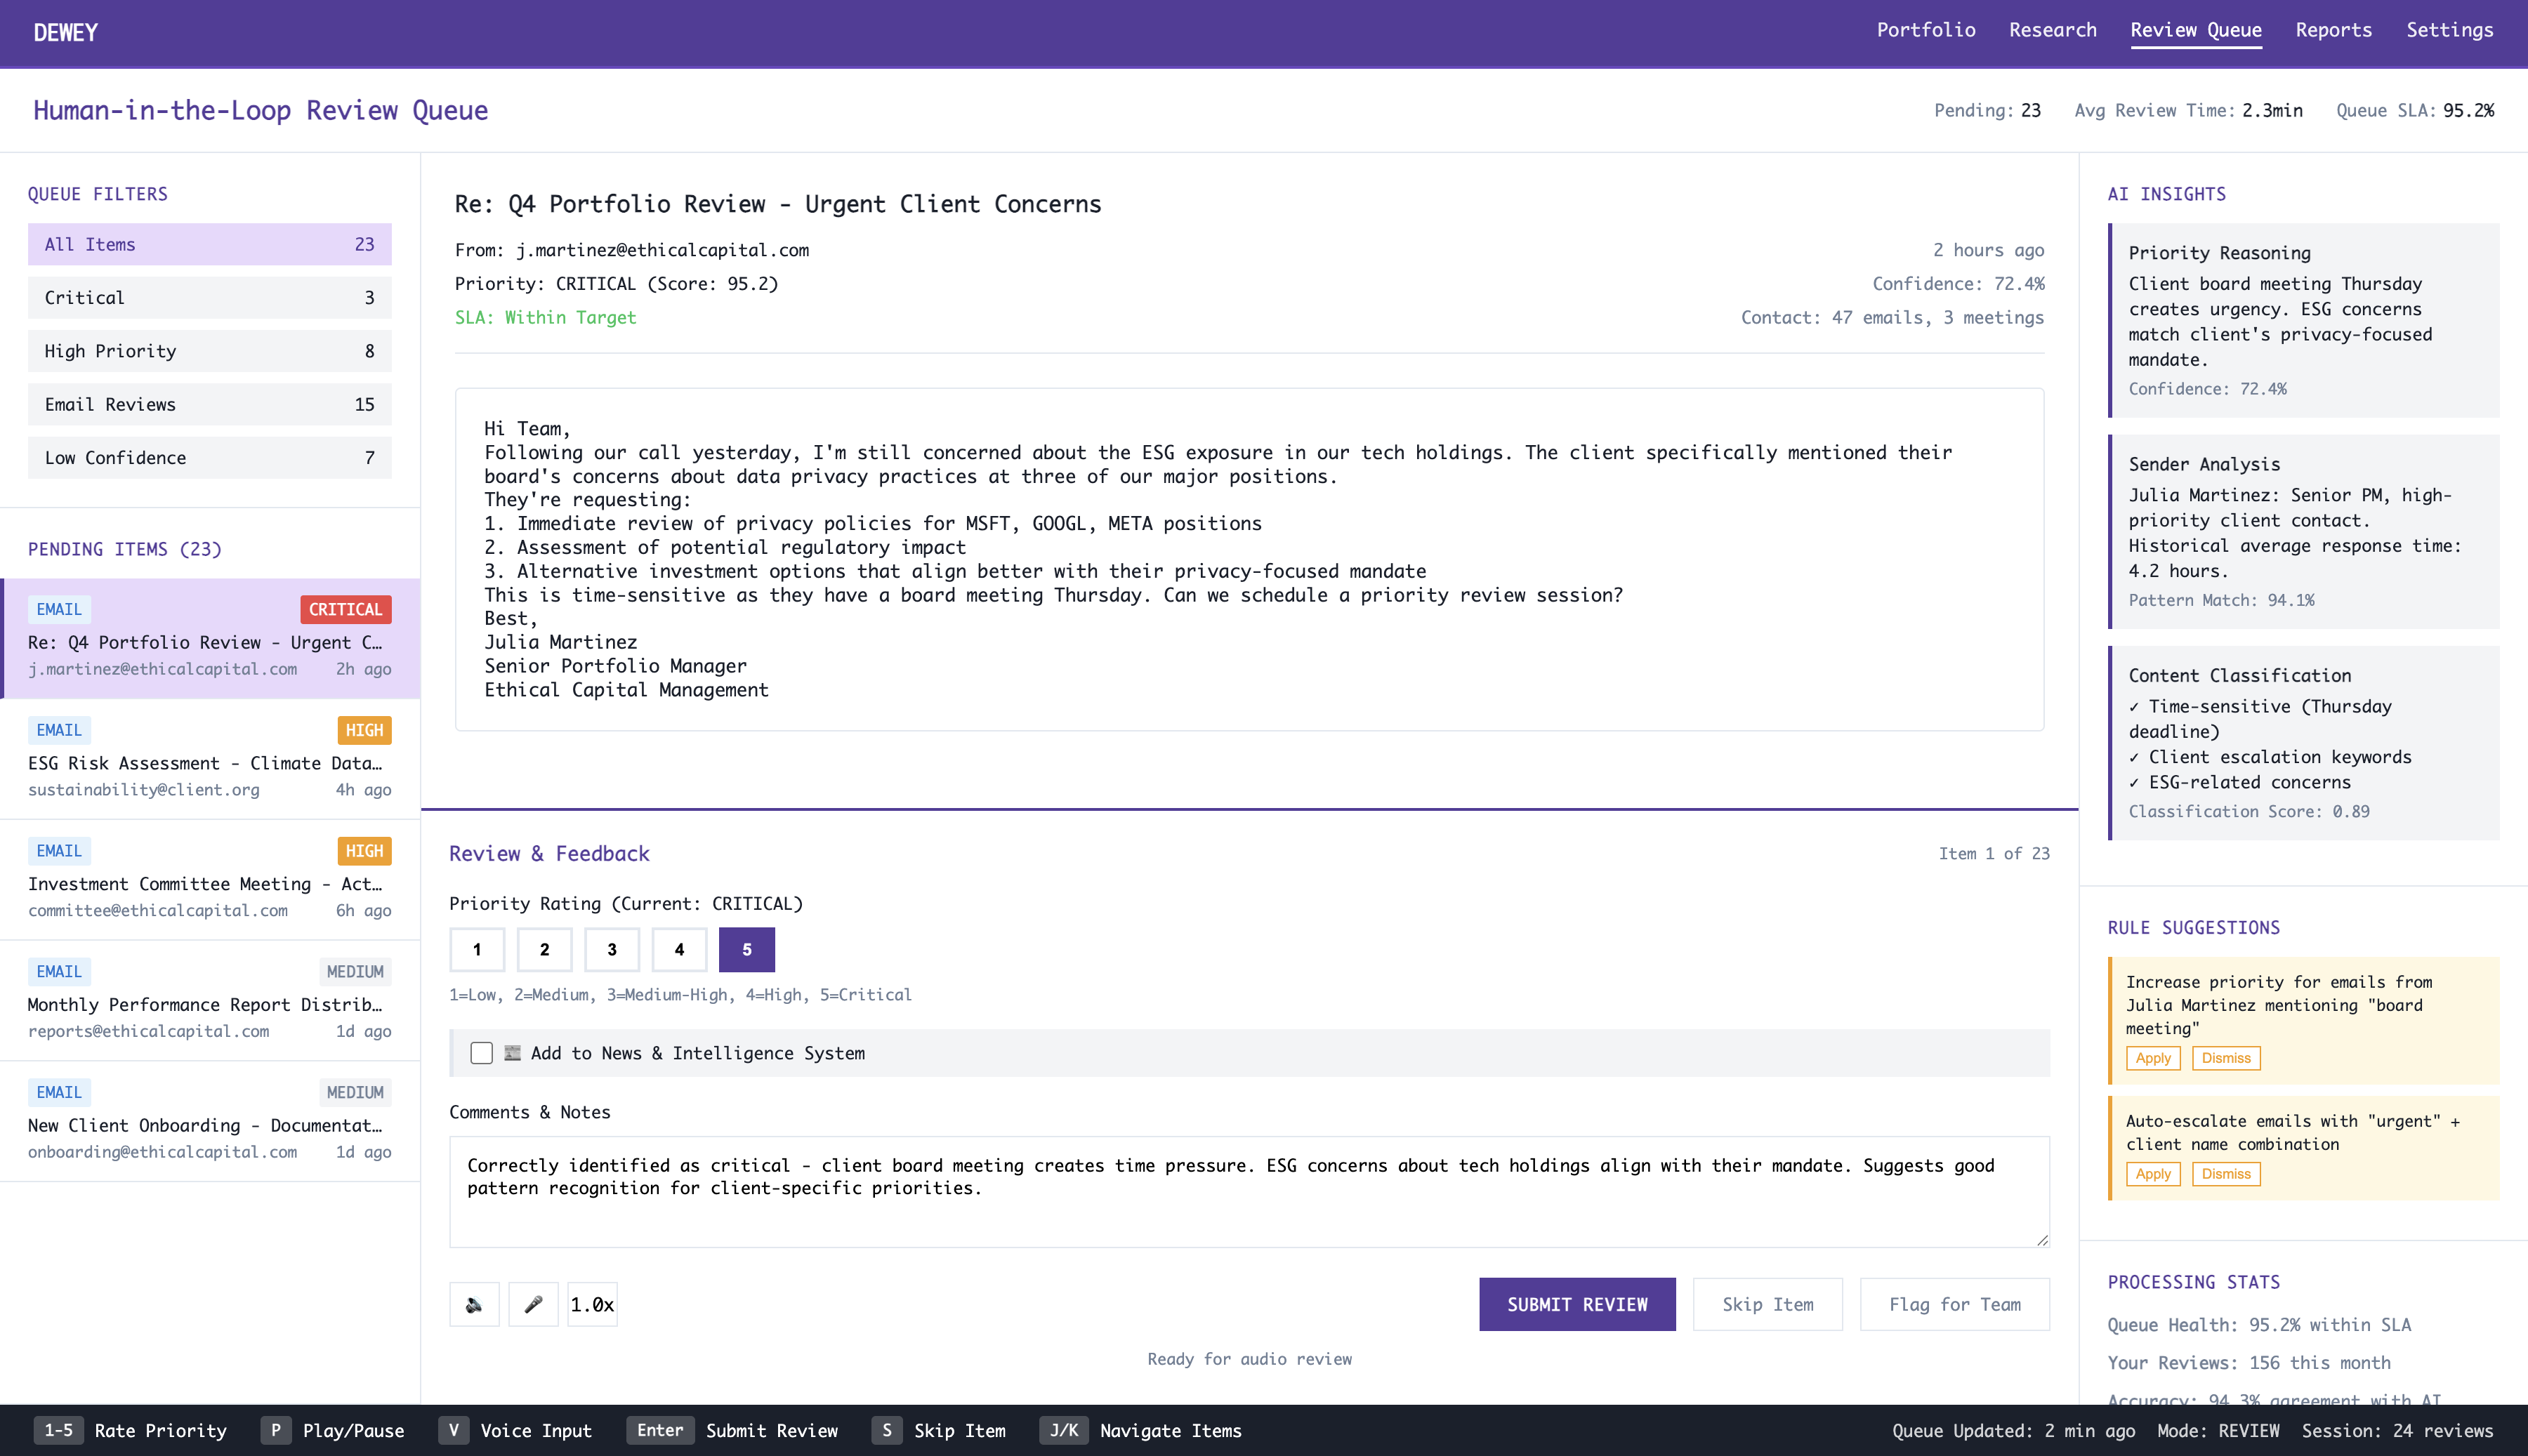 DEWEY
Portfolio
Research
Review Queue
Reports
Settings
Human-in-the-Loop Review Queue
Pending: 23
Avg Review Time: 2.3min
Queue SLA: 95.2%
QUEUE FILTERS
All Items 23
Critical 3
High Priority 8
Email Reviews 15
Low Confidence 7
PENDING ITEMS (23)
EMAIL CRITICAL
Re: Q4 Portfolio Review - Urgent C…
j.martinez@ethicalcapital.com 2h ago
EMAIL HIGH
ESG Risk Assessment - Climate Data…
sustainability@client.org 4h ago
EMAIL HIGH
Investment Committee Meeting - Act…
committee@ethicalcapital.com 6h ago
EMAIL MEDIUM
Monthly Performance Report Distrib…
reports@ethicalcapital.com 1d ago
EMAIL MEDIUM
New Client Onboarding - Documentat…
onboarding@ethicalcapital.com 1d ago
Re: Q4 Portfolio Review - Urgent Client Concerns
From: j.martinez@ethicalcapital.com 2 hours ago
Priority: CRITICAL (Score: 95.2) Confidence: 72.4%
SLA: Within Target Contact: 47 emails, 3 meetings
Hi Team,
Following our call yesterday, I'm still concerned about the ESG exposure in our tech holdings. The client specifically mentioned their
board's concerns about data privacy practices at three of our major positions.
They're requesting:
1. Immediate review of privacy policies for MSFT, GOOGL, META positions
2. Assessment of potential regulatory impact
3. Alternative investment options that align better with their privacy-focused mandate
This is time-sensitive as they have a board meeting Thursday. Can we schedule a priority review session?
Best,
Julia Martinez
Senior Portfolio Manager
Ethical Capital Management
Review & Feedback Item 1 of 23
Priority Rating (Current: CRITICAL)
1 2 3 4 5
1=Low, 2=Medium, 3=Medium-High, 4=High, 5=Critical
Add to News & Intelligence System
Comments & Notes
Correctly identified as critical - client board meeting creates time pressure. ESG concerns about tech holdings align with their mandate. Suggests good
pattern recognition for client-specific priorities.
1.0x
SUBMIT REVIEW
Skip Item
Flag for Team
Ready for audio review
AI INSIGHTS
Priority Reasoning
Client board meeting Thursday
creates urgency. ESG concerns
match client's privacy-focused
mandate.
Confidence: 72.4%
Sender Analysis
Julia Martinez: Senior PM, high-
priority client contact.
Historical average response time:
4.2 hours.
Pattern Match: 94.1%
Content Classification
✓ Time-sensitive (Thursday
deadline)
✓ Client escalation keywords
✓ ESG-related concerns
Classification Score: 0.89
RULE SUGGESTIONS
Increase priority for emails from
Julia Martinez mentioning "board
meeting"
Apply Dismiss
Auto-escalate emails with "urgent" +
client name combination
Apply Dismiss
PROCESSING STATS
Queue Health: 95.2% within SLA
Your Reviews: 156 this month
Accuracy: 94.3% agreement with AI
1-5 Rate Priority
P Play/Pause
V Voice Input
Enter Submit Review
S Skip Item
J/K Navigate Items
Queue Updated: 2 min ago
Mode: REVIEW
Session: 24 reviews